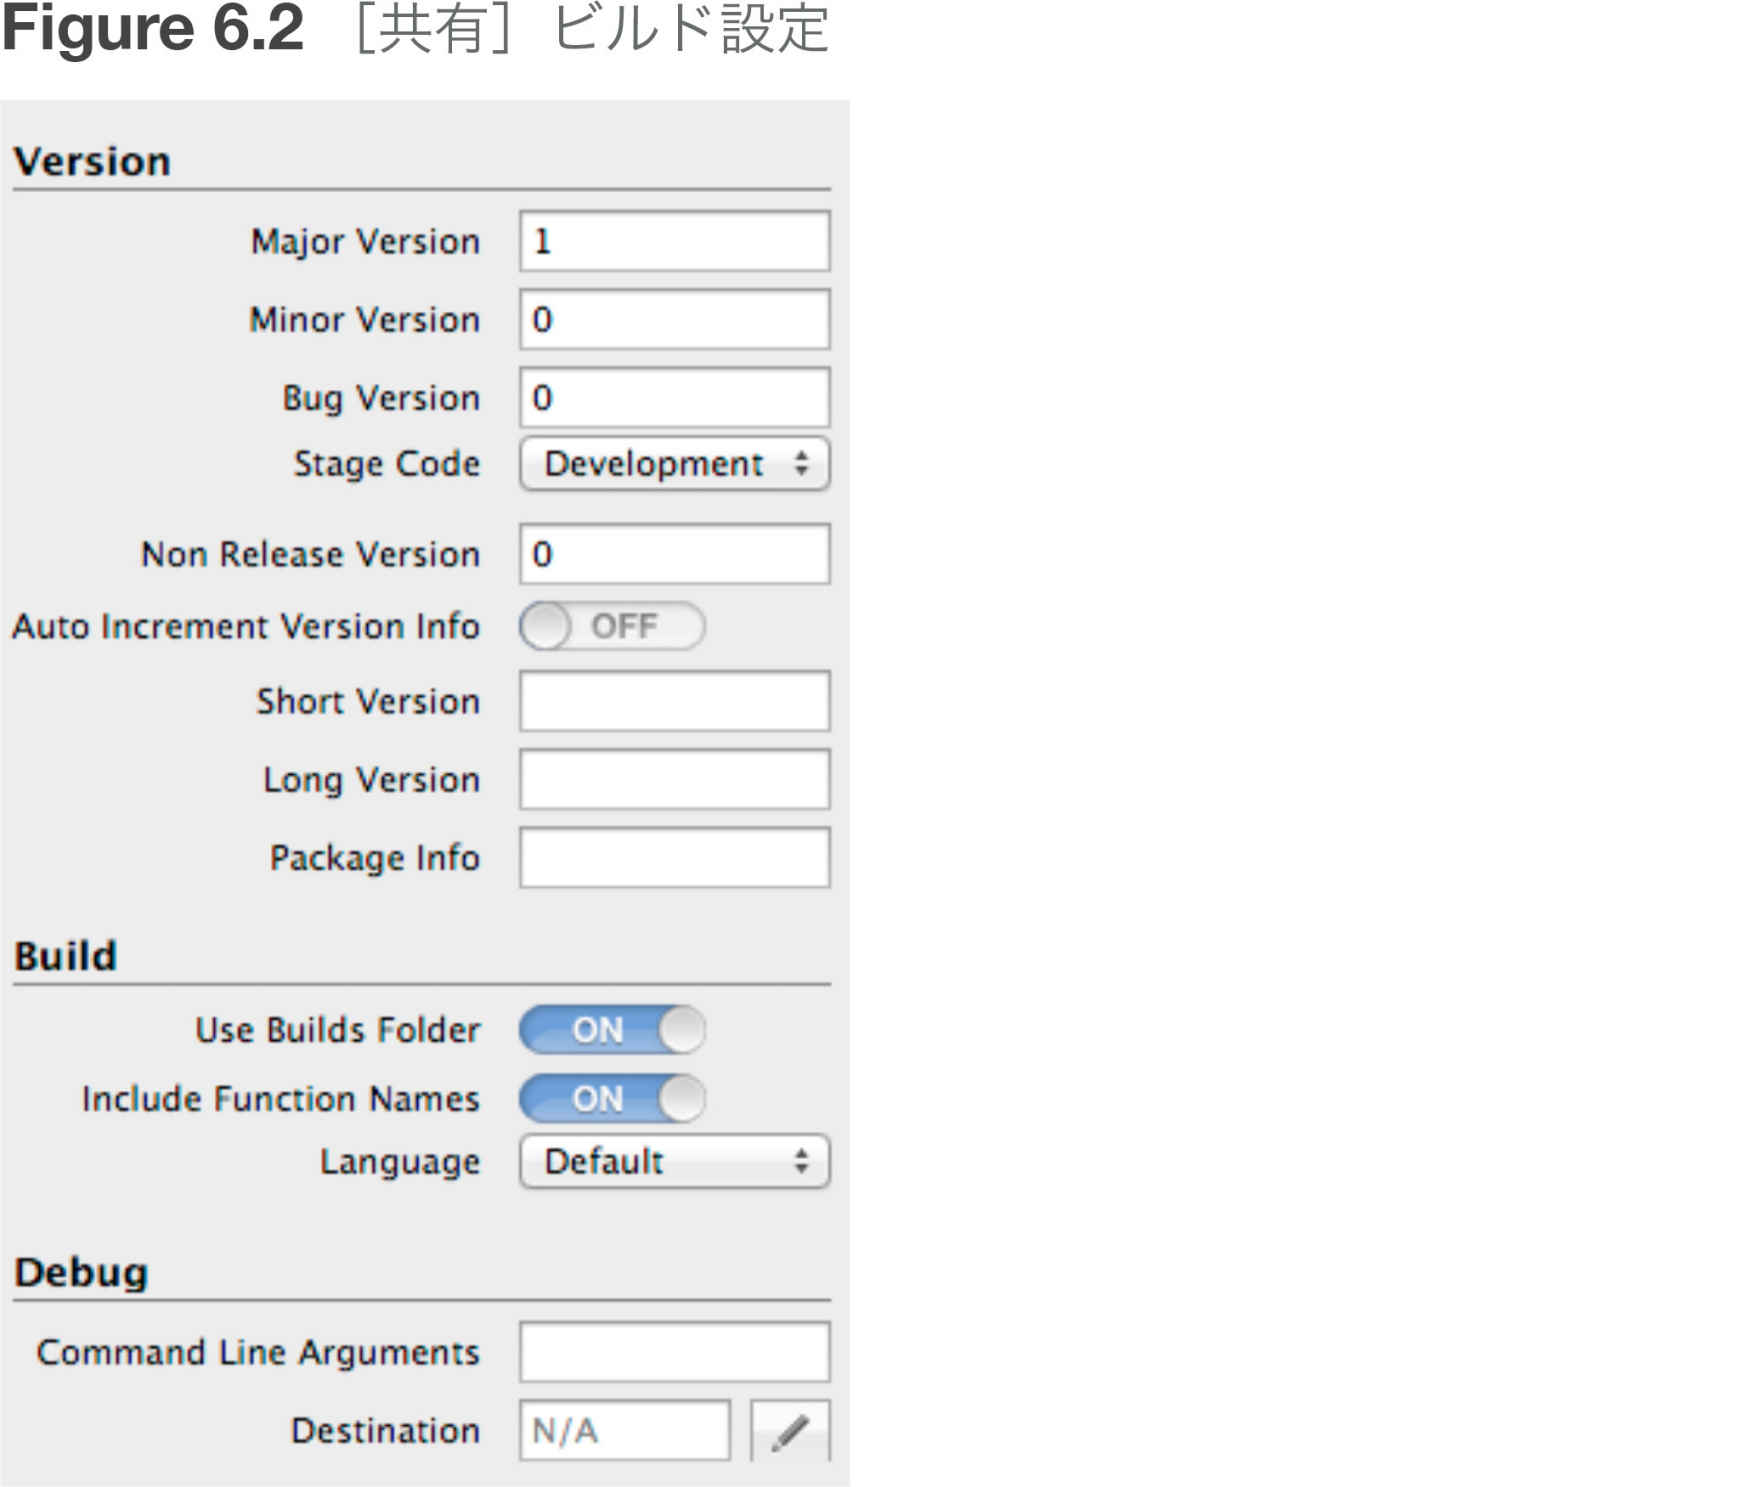 Figure 6.2 ［共有］ビルド設定
Version
Major Version 1
Minor Version 0
Bug Version 0
Stage Code Development
Non Release Version 0
Auto Increment Version Info OFF
Short Version
Long Version
Package Info
Build
Use Builds Folder ON
Include Function Names ON
Language Default
Debug
Command Line Arguments
Destination N/A